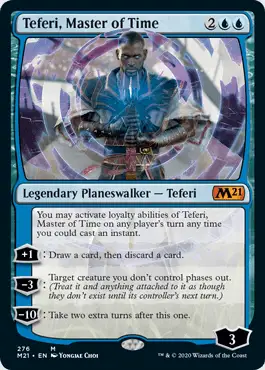 Teferi, Master of Time 2
Legendary Planeswalker — Teferi M21
You may activate loyalty abilities of Teferi,
Master of Time on any player's turn any time
you could cast an instant.
+1: Draw a card, then discard a card.
−3: Target creature you don't control phases out.
(Treat it and anything attached to it as though
they don't exist until its controller's next turn.)
−10: Take two extra turns after this one.
3
276 M
M21 • EN Yongjae Choi ™ & © 2020 Wizards of the Coast